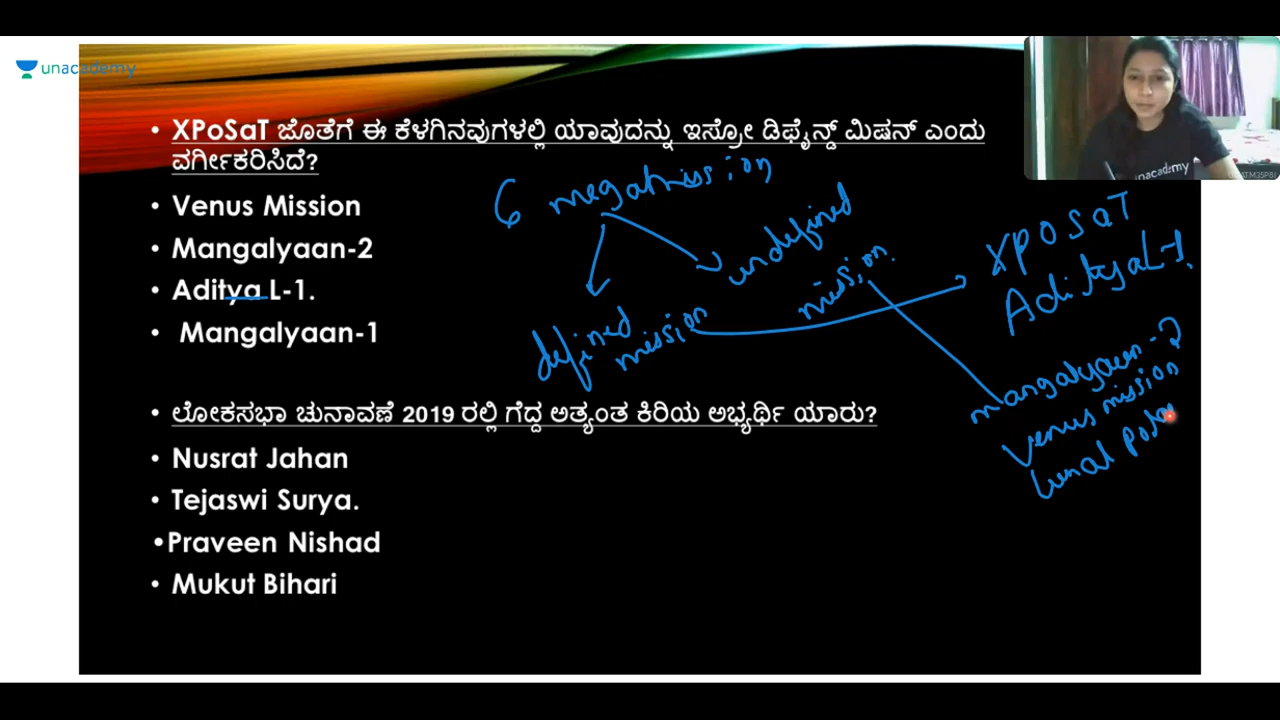 unacademy
• XPoSaT ಜೊತೆಗೆ ಈ ಕೆಳಗಿನವುಗಳಲ್ಲಿ ಯಾವುದನ್ನು ಇಸ್ರೋ ಡಿಫೈನ್ಡ್ ಮಿಷನ್ ಎಂದು
ವರ್ಗೀಕರಿಸಿದೆ?
• Venus Mission
• Mangalyaan-2
• Aditya L-1.
• Mangalyaan-1
6 megamission
undefined
mission.
defined
mission
XPOSaT
Aditya L-1.
mangalyaan-2
Venus mission
lunar
• ಲೋಕಸಭಾ ಚುನಾವಣೆ 2019 ರಲ್ಲಿ ಗೆದ್ದ ಅತ್ಯಂತ ಕಿರಿಯ ಅಭ್ಯರ್ಥಿ ಯಾರು?
• Nusrat Jahan
• Tejaswi Surya.
•Praveen Nishad
• Mukut Bihari
unacademy